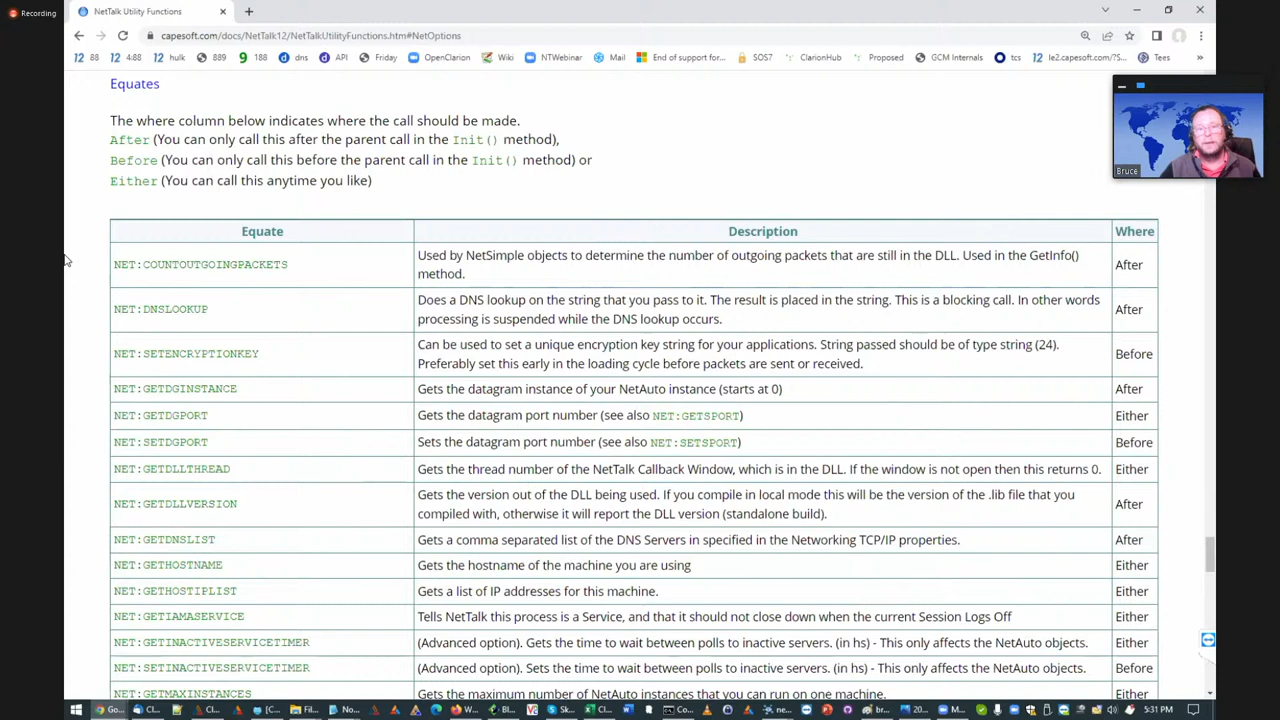 Recording
NetTalk Utility Functions
capesoft.com/docs/NetTalk12/NetTalkUtilityFunctions.htm#NetOptions
88 4:88 hulk 889 188 dns API Friday OpenClarion Wiki NTWebinar Mail End of support for... SOS7 ClarionHub Proposed GCM Internals tcs le2.capesoft.com/?S... Tees
Equates
The where column below indicates where the call should be made.
After (You can only call this after the parent call in the Init() method),
Before (You can only call this before the parent call in the Init() method) or
Either (You can call this anytime you like)
Bruce
Equate Description Where
NET:COUNTOUTGOINGPACKETS Used by NetSimple objects to determine the number of outgoing packets that are still in the DLL. Used in the GetInfo() After
method.
NET:DNSLOOKUP Does a DNS lookup on the string that you pass to it. The result is placed in the string. This is a blocking call. In other words After
processing is suspended while the DNS lookup occurs.
NET:SETENCRYPTIONKEY Can be used to set a unique encryption key string for your applications. String passed should be of type string (24). Before
Preferably set this early in the loading cycle before packets are sent or received.
NET:GETDGINSTANCE Gets the datagram instance of your NetAuto instance (starts at 0) After
NET:GETDGPORT Gets the datagram port number (see also NET:GETSPORT) Either
NET:SETDGPORT Sets the datagram port number (see also NET:SETSPORT) Before
NET:GETDLLTHREAD Gets the thread number of the NetTalk Callback Window, which is in the DLL. If the window is not open then this returns 0. Either
NET:GETDLLVERSION Gets the version out of the DLL being used. If you compile in local mode this will be the version of the .lib file that you After
compiled with, otherwise it will report the DLL version (standalone build).
NET:GETDNSLIST Gets a comma separated list of the DNS Servers in specified in the Networking TCP/IP properties. After
NET:GETHOSTNAME Gets the hostname of the machine you are using Either
NET:GETHOSTIPLIST Gets a list of IP addresses for this machine. Either
NET:GETIAMASERVICE Tells NetTalk this process is a Service, and that it should not close down when the current Session Logs Off Either
NET:GETINACTIVESERVICETIMER (Advanced option). Gets the time to wait between polls to inactive servers. (in hs) - This only affects the NetAuto objects. Either
NET:SETINACTIVESERVICETIMER (Advanced option). Sets the time to wait between polls to inactive servers. (in hs) - This only affects the NetAuto objects. Before
NET:GETMAXINSTANCES Gets the maximum number of NetAuto instances that you can run on one machine. Either
Go... Cl... Cl... [C... Fil... No... W... Bl... Sk... Cl... Co... ne... br... 20... M... 5:31 PM